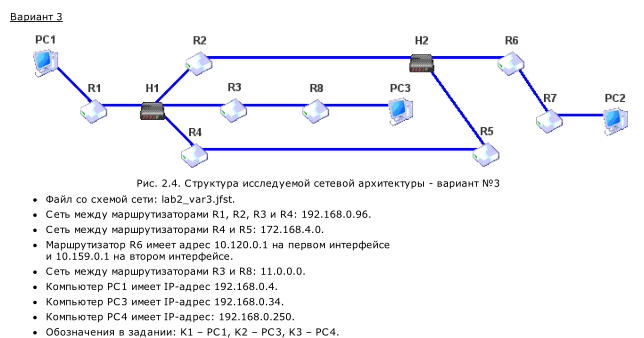 Вариант 3
PC1
R2
H2
R6
R1
H1
R3
R8
PC3
R7
PC2
R4
R5
Рис. 2.4. Структура исследуемой сетевой архитектуры - вариант №3
• Файл со схемой сети: lab2_var3.jfst.
• Сеть между маршрутизаторами R1, R2, R3 и R4: 192.168.0.96.
• Сеть между маршрутизаторами R4 и R5: 172.168.4.0.
• Маршрутизатор R6 имеет адрес 10.120.0.1 на первом интерфейсе
и 10.159.0.1 на втором интерфейсе.
• Сеть между маршрутизаторами R3 и R8: 11.0.0.0.
• Компьютер PC1 имеет IP-адрес 192.168.0.4.
• Компьютер PC3 имеет IP-адрес 192.168.0.34.
• Компьютер PC4 имеет IP-адрес: 192.168.0.250.
• Обозначения в задании: K1 – PC1, K2 – PC3, K3 – PC4.